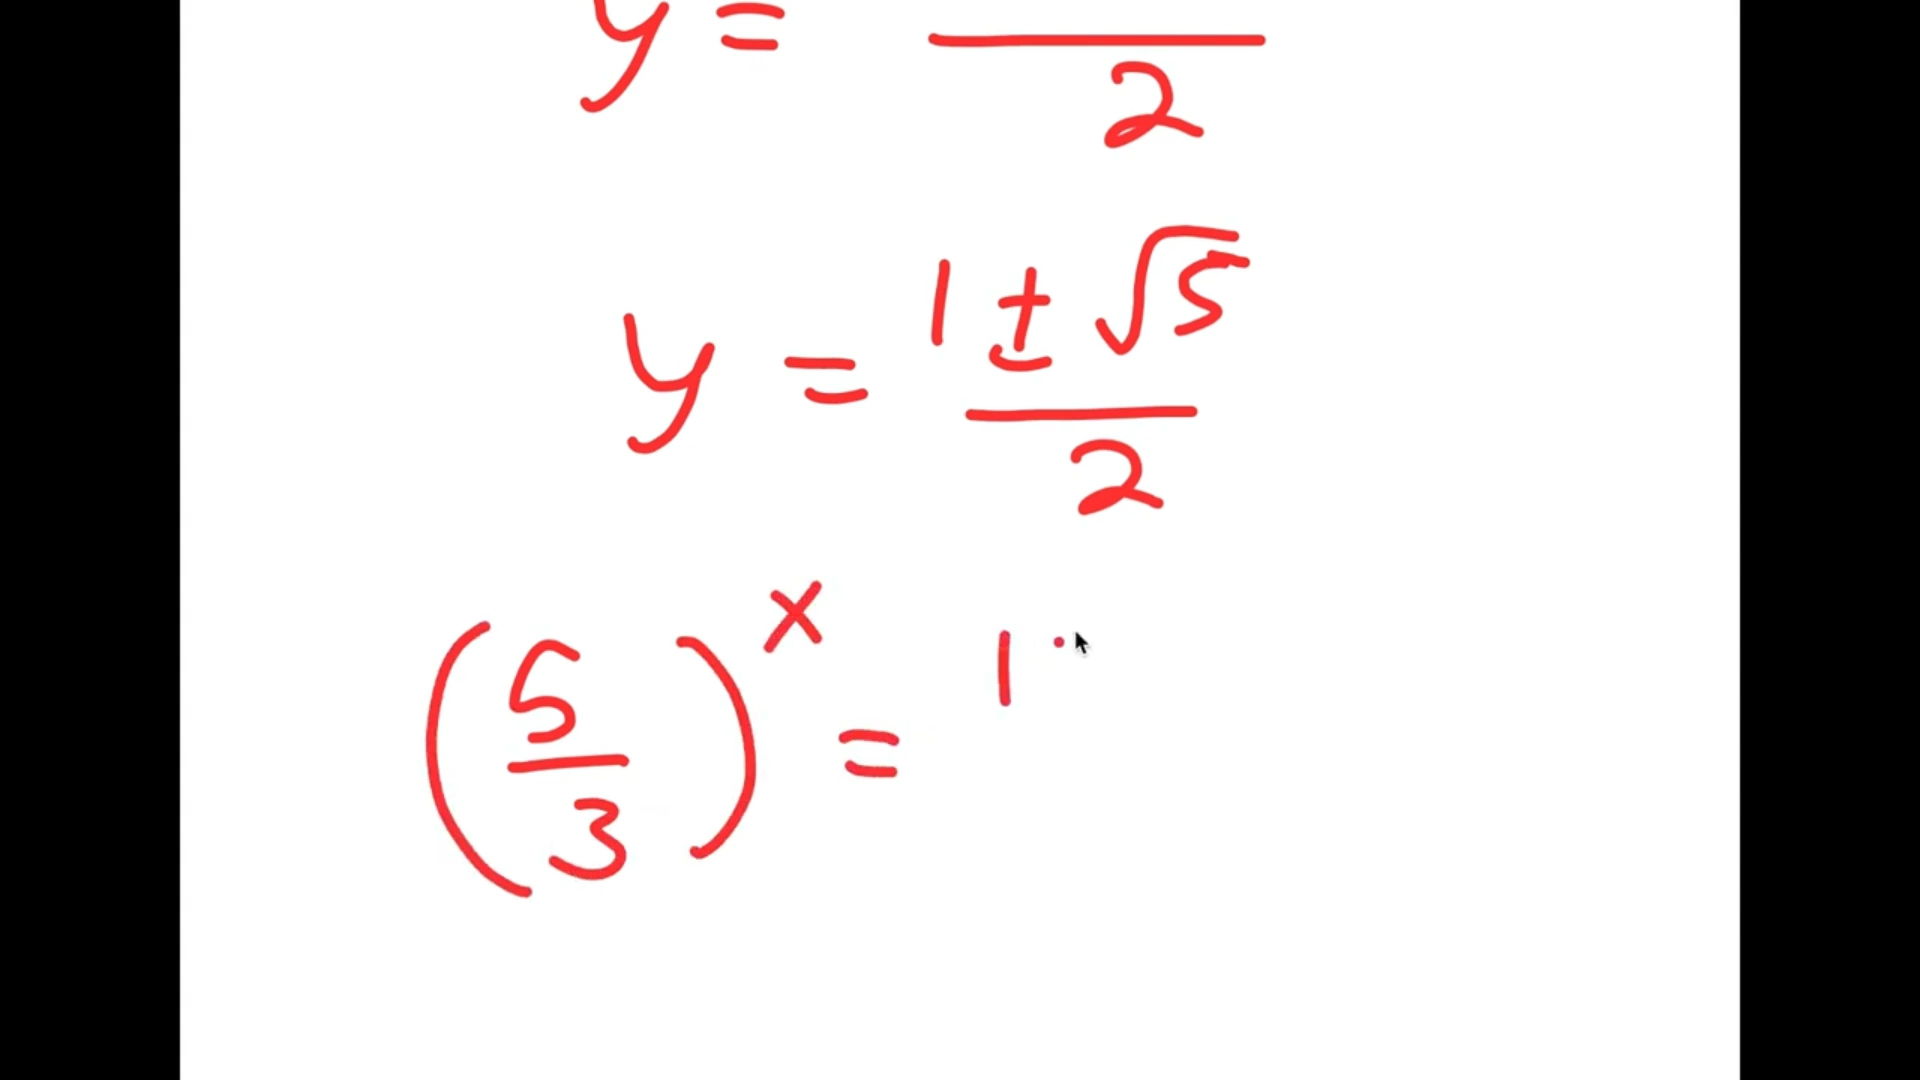 y = —— 2
y = (1 ± √5)/2
(5/3)^x = 1